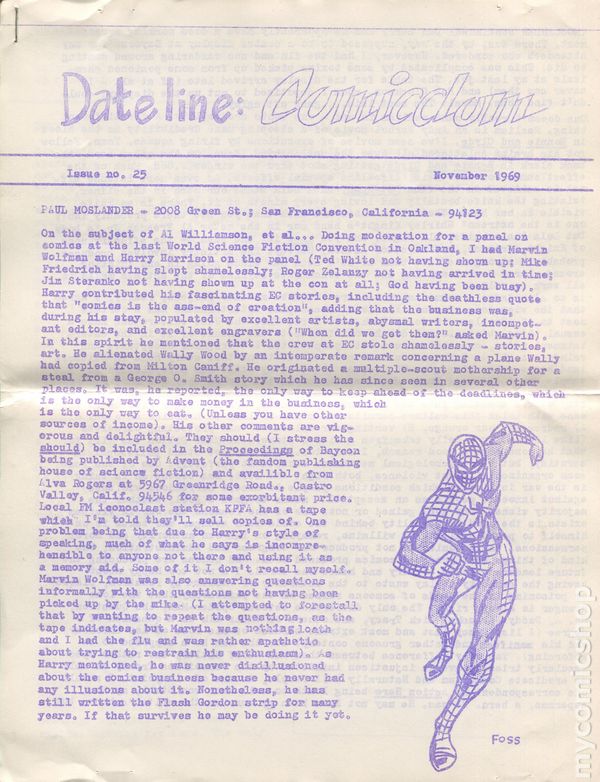 Dateline: Comicdom
Issue no. 25 November 1969
PAUL MOSLANDER - 2008 Green St.; San Francisco, California - 94123
On the subject of Al Williamson, et al... Doing moderation for a panel on
comics at the last World Science Fiction Convention in Oakland, I had Marvin
Wolfman and Harry Harrison on the panel (Ted White not having shown up; Mike
Friedrich having slept shamelessly; Roger Zelanzy not having arrived in time;
Jim Steranko not having shown up at the con at all; God having been busy).
Harry contributed his fascinating EC stories, including the deathless quote
that "comics is the ass-end of creation", adding that the business was,
during his stay, populated by excellent artists, abysmal writers, incompet-
ant editors, and excellent engravers ("When did we get them?" asked Marvin).
In this spirit he mentioned that the crew at EC stole shamelessly - stories,
art. He alienated Wally Wood by an intemperate remark concerning a plane Wally
had copied from Milton Caniff. He originated a multiple-scout mothership for a
steal from a George O. Smith story which he has since seen in several other
places. It was, he reported, the only way to keep ahead of the deadlines, which
is the only way to make money in the business, which
is the only way to eat. (Unless you have other
sources of income). His other comments are vig-
erous and delightful. They should (I stress the
should) be included in the Proceedings of Baycon
being published by Advent (the fandom publishing
house of science fiction) and availible from
Alva Rogers at 5967 Greenridge Road., Castro
Valley, Calif. 94546 for some exorbitant price.
Local FM iconoclast station KPFA has a tape
which I'm told they'll sell copies of. One
problem being that due to Harry's style of
speaking, much of what he says is incompre-
hensible to anyone not there and using it as
a memory aid. Some of it I don't recall myself.
Marwin Wolfman was also answering questions
informally with the questions not having been
picked up by the mike. (I attempted to forestall
that by wanting to repeat the questions, as the
tape indicates, but Marvin was nothing loath
and I had the flu and was rather apathetic
about trying to restrain his enthusiasm). As
Harry mentioned, he was never disillusioned
about the comics business because he never had
any illusions about it. Nonetheless, he has
still written the Flash Gordon strip for many
years. If that survives he may be doing it yet.
FOSS
mycomicshop